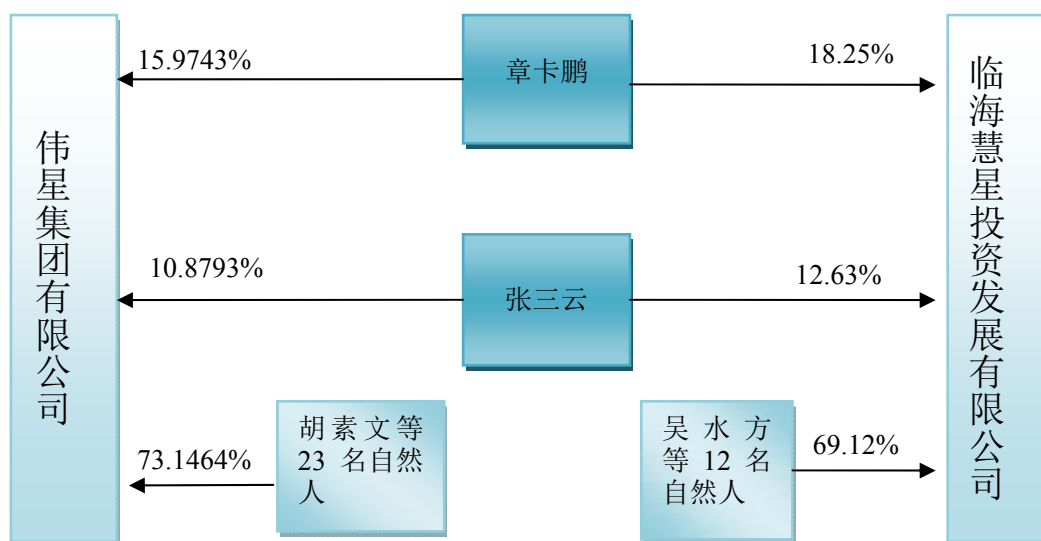 15.9743%
章卡鹏
18.25%
伟星集团有限公司
临海慧星投资发展有限公司
10.8793%
张三云
12.63%
胡素文等
23 名自然
人
73.1464%
吴水方
等 12 名
自然人
69.12%